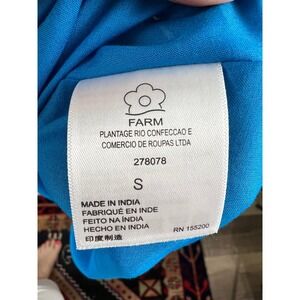 FARM
PLANTAGE RIO CONFECCAO E
COMERCIO DE ROUPAS LTDA
278078
S
MADE IN INDIA
FABRIQUÉ EN INDE
FEITO NA ÍNDIA
HECHO EN INDIA
印度制造
RN 155200